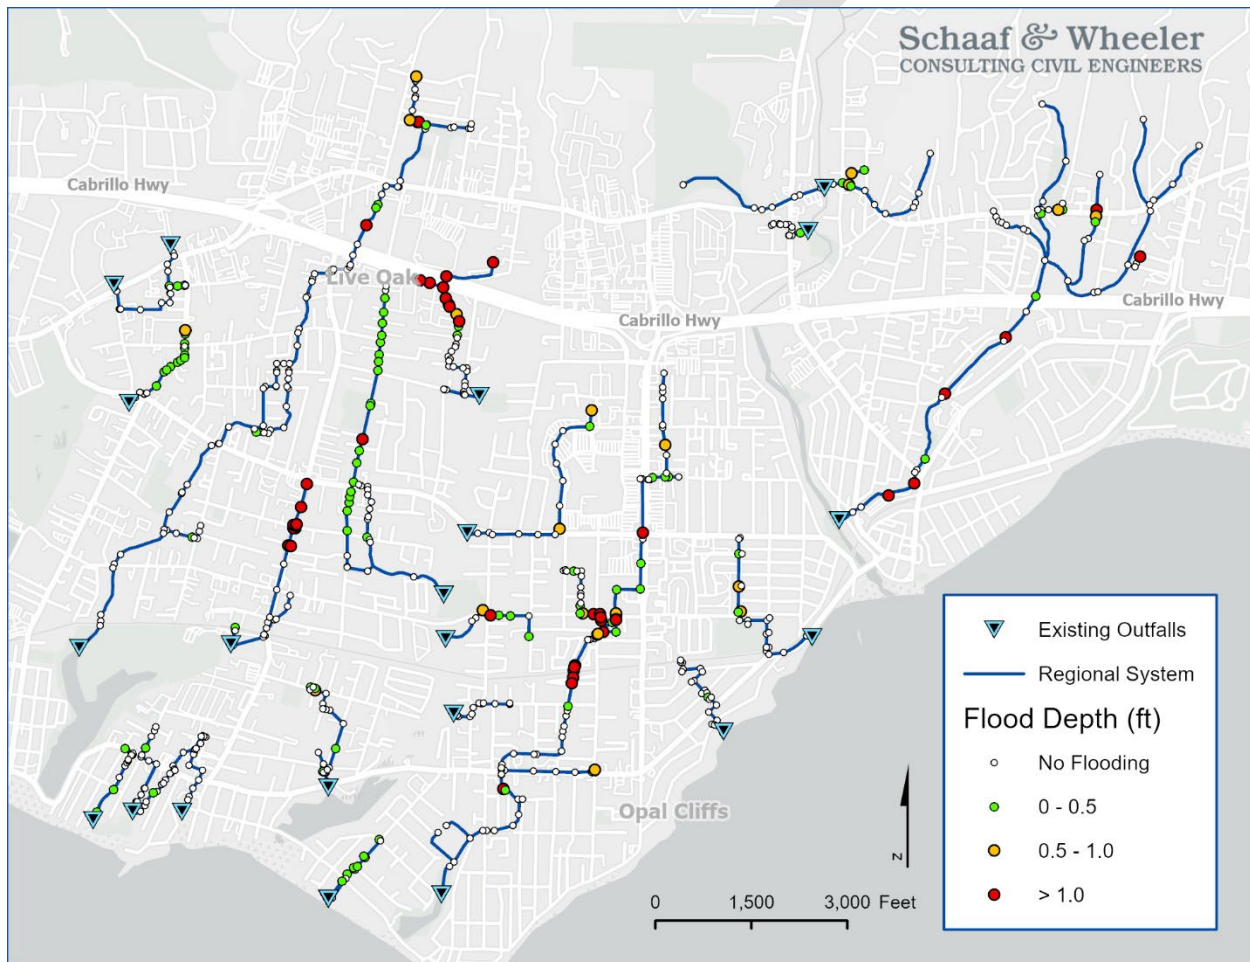 Schaaf & Wheeler
CONSULTING CIVIL ENGINEERS
Cabrillo Hwy
Live Oak
Cabrillo Hwy
Cabrillo Hwy
Opal Cliffs
Existing Outfalls
Regional System
Flood Depth (ft)
No Flooding
0 - 0.5
0.5 - 1.0
> 1.0
N
0 1,500 3,000 Feet